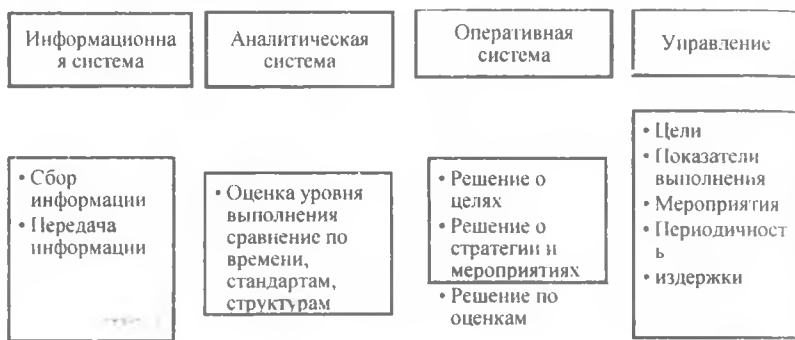 Информационна
я система
Аналитическая
система
Оперативная
система
Управление
• Сбор
информации
• Передача
информации
• Оценка уровня
выполнения
сравнение по
времени,
стандартам,
структурам
• Решение о
целях
• Решение о
стратегии и
мероприятиях
• Решение по
оценкам
• Цели
• Показатели
выполнения
• Мероприятия
• Периодичност
ь
• издержки